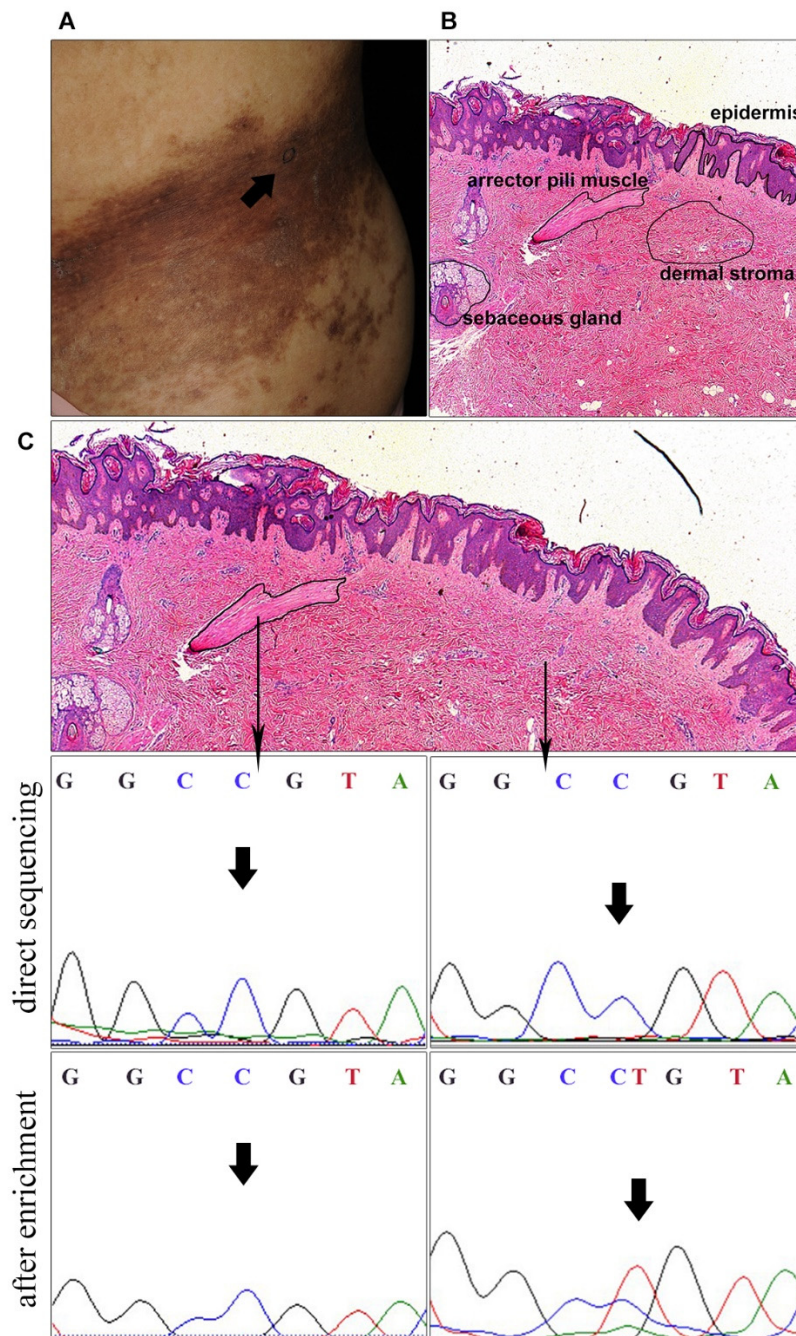 A
B
epidermis
arrector pili muscle
dermal stroma
sebaceous gland
C
direct sequencing
G G C C G T A
G G C C G T A
after enrichment
G G C C G T A
G G C CT G T A